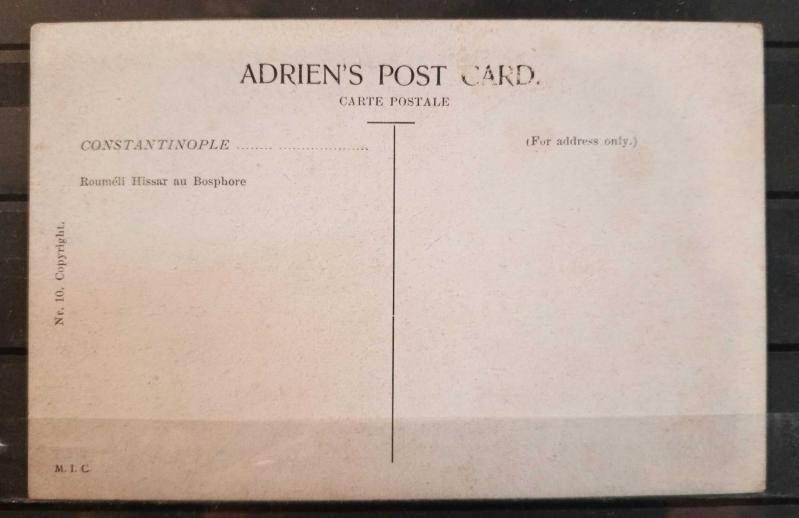 ADRIEN'S POST CARD.
CARTE POSTALE
CONSTANTINOPLE ........ ......................
(For address only.)
Rouméli Hissar au Bosphore
Nr. 10. Copyright.
M. I. C.